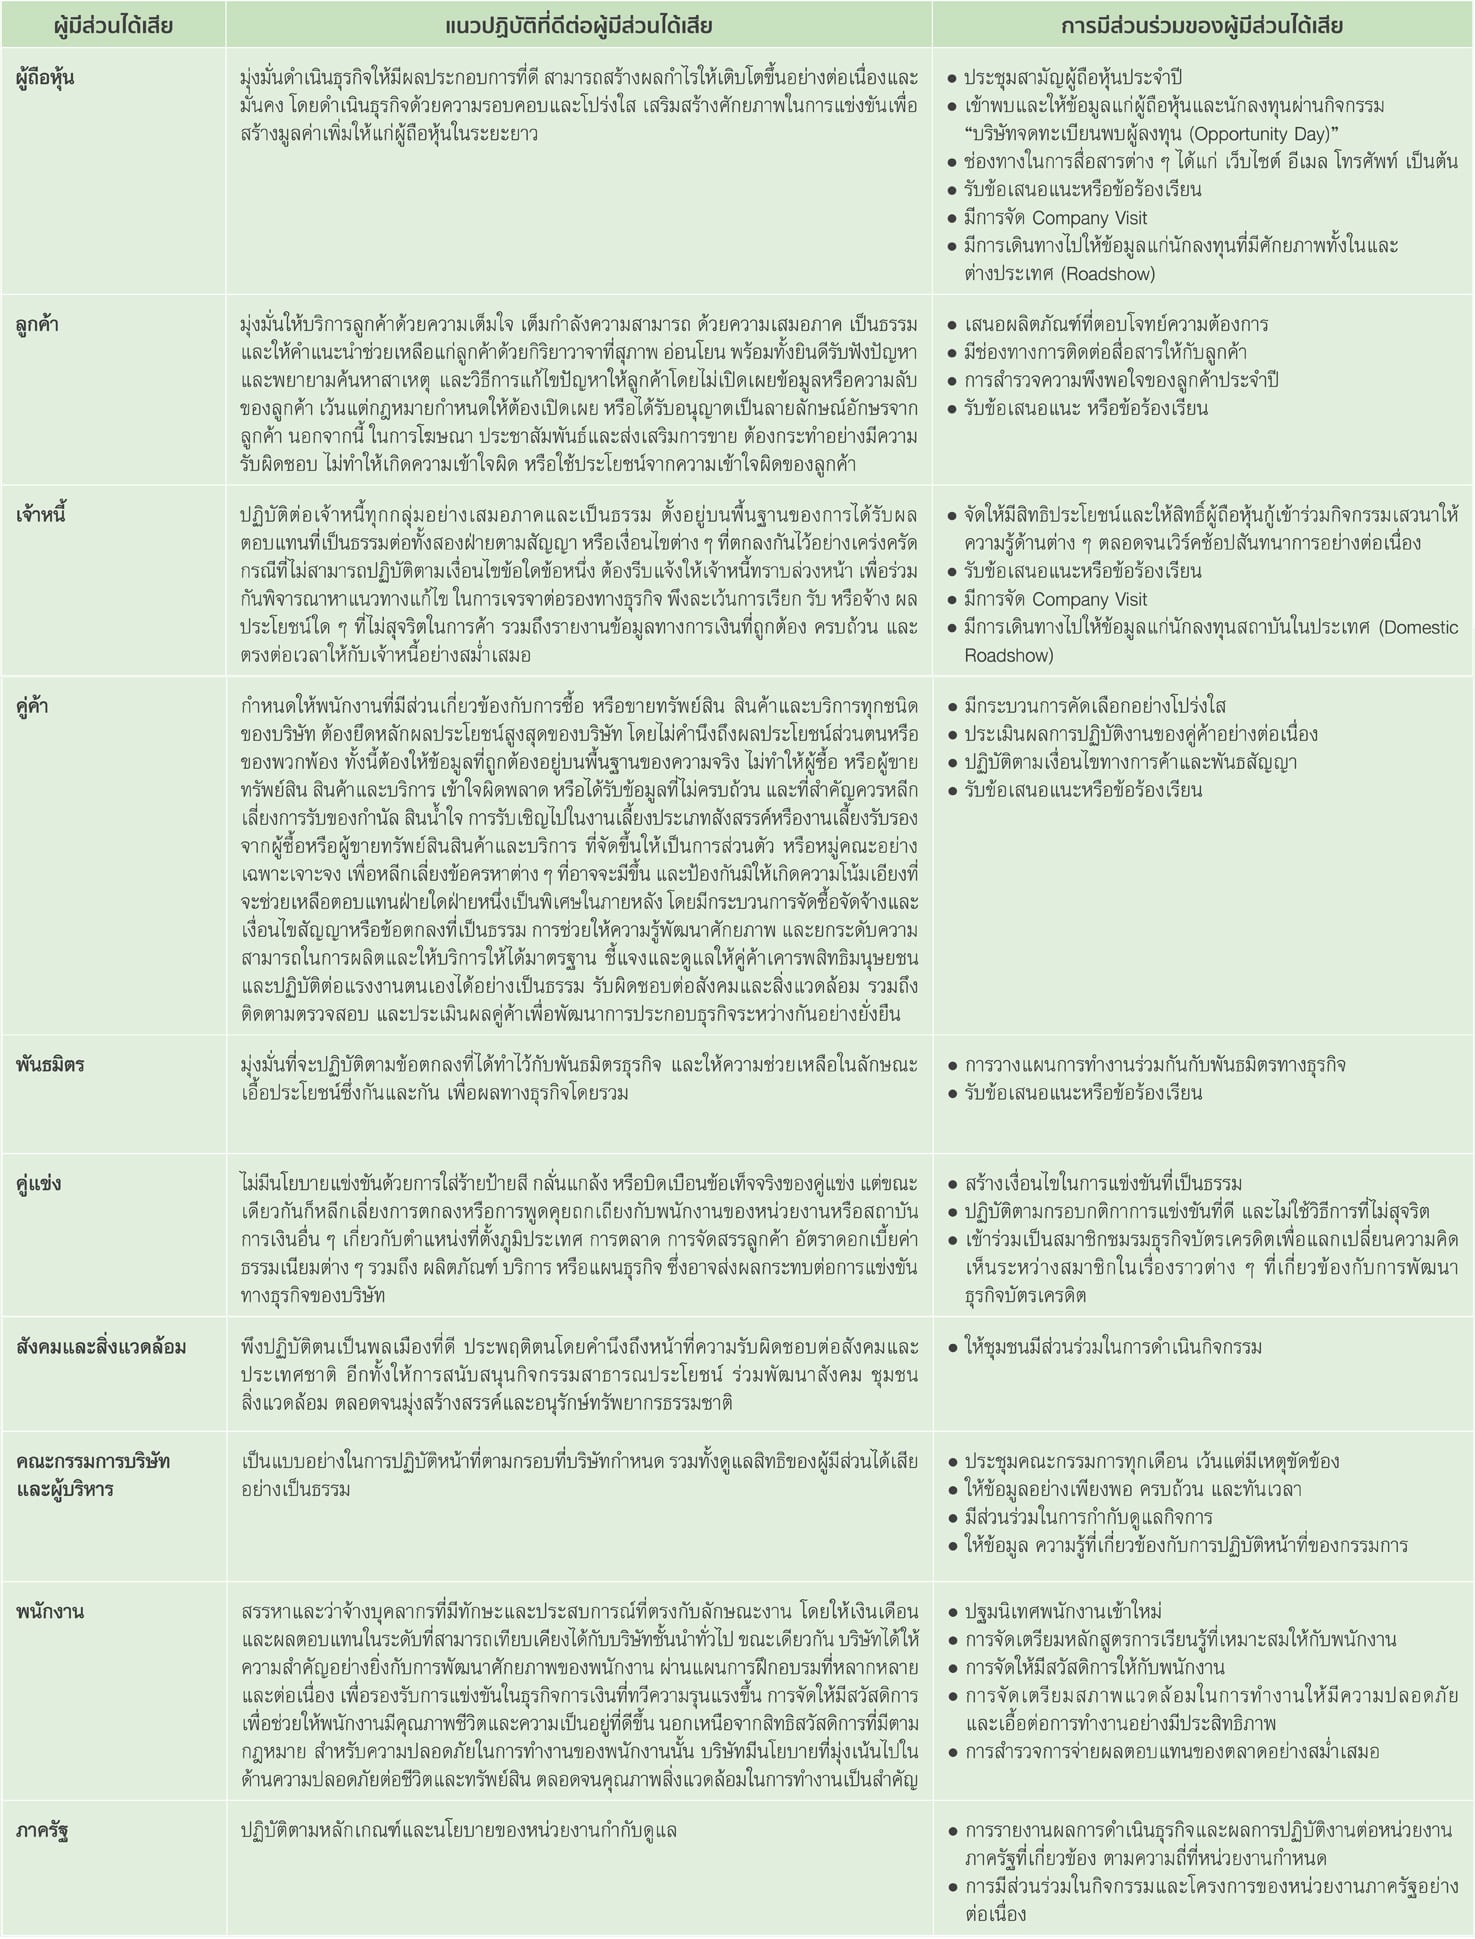 ผู้มีส่วนได้เสีย
แนวปฏิบัติที่ดีต่อผู้มีส่วนได้เสีย
การมีส่วนร่วมของผู้มีส่วนได้เสีย
ผู้ถือหุ้น
มุ่งมั่นดำเนินธุรกิจให้มีผลประกอบการที่ดี สามารถสร้างผลกำไรให้เติบโตขึ้นอย่างต่อเนื่องและ
มั่นคง โดยดำเนินธุรกิจด้วยความรอบคอบและโปร่งใส เสริมสร้างศักยภาพในการแข่งขันเพื่อ
สร้างมูลค่าเพิ่มให้แก่ผู้ถือหุ้นในระยะยาว
● ประชุมสามัญผู้ถือหุ้นประจำปี
● เข้าพบและให้ข้อมูลแก่ผู้ถือหุ้นและนักลงทุนผ่านกิจกรรม
“บริษัทจดทะเบียนพบผู้ลงทุน (Opportunity Day)”
● ช่องทางในการสื่อสารต่าง ๆ ได้แก่ เว็บไซต์ อีเมล โทรศัพท์ เป็นต้น
● รับข้อเสนอแนะหรือข้อร้องเรียน
● มีการจัด Company Visit
● มีการเดินทางไปให้ข้อมูลแก่นักลงทุนที่มีศักยภาพทั้งในและ
ต่างประเทศ (Roadshow)
ลูกค้า
มุ่งมั่นให้บริการลูกค้าด้วยความเต็มใจ เต็มกำลังความสามารถ ด้วยความเสมอภาค เป็นธรรม
และให้คำแนะนำช่วยเหลือแก่ลูกค้าด้วยกิริยาวาจาที่สุภาพ อ่อนโยน พร้อมทั้งยินดีรับฟังปัญหา
และพยายามค้นหาสาเหตุ และวิธีการแก้ไขปัญหาให้ลูกค้าโดยไม่เปิดเผยข้อมูลหรือความลับ
ของลูกค้า เว้นแต่กฎหมายกำหนดให้ต้องเปิดเผย หรือได้รับอนุญาตเป็นลายลักษณ์อักษรจาก
ลูกค้า นอกจากนี้ ในการโฆษณา ประชาสัมพันธ์และส่งเสริมการขาย ต้องกระทำอย่างมีความ
รับผิดชอบ ไม่ทำให้เกิดความเข้าใจผิด หรือใช้ประโยชน์จากความเข้าใจผิดของลูกค้า
● เสนอผลิตภัณฑ์ที่ตอบโจทย์ความต้องการ
● มีช่องทางการติดต่อสื่อสารให้กับลูกค้า
● การสำรวจความพึงพอใจของลูกค้าประจำปี
● รับข้อเสนอแนะ หรือข้อร้องเรียน
เจ้าหนี้
ปฏิบัติต่อเจ้าหนี้ทุกกลุ่มอย่างเสมอภาคและเป็นธรรม ตั้งอยู่บนพื้นฐานของการได้รับผล
ตอบแทนที่เป็นธรรมต่อทั้งสองฝ่ายตามสัญญา หรือเงื่อนไขต่าง ๆ ที่ตกลงกันไว้อย่างเคร่งครัด
กรณีที่ไม่สามารถปฏิบัติตามเงื่อนไขข้อใดข้อหนึ่ง ต้องรีบแจ้งให้เจ้าหนี้ทราบล่วงหน้า เพื่อร่วม
กันพิจารณาหาแนวทางแก้ไข ในการเจรจาต่อรองทางธุรกิจ พึงละเว้นการเรียก รับ หรือจ้าง ผล
ประโยชน์ใด ๆ ที่ไม่สุจริตในการค้า รวมถึงรายงานข้อมูลทางการเงินที่ถูกต้อง ครบถ้วน และ
ตรงต่อเวลาให้กับเจ้าหนี้อย่างสม่ำเสมอ
● จัดให้มีสิทธิประโยชน์และให้สิทธิ์ผู้ถือหุ้นกู้เข้าร่วมกิจกรรมเสวนาให้
ความรู้ด้านต่าง ๆ ตลอดจนเวิร์คช้อปสันทนาการอย่างต่อเนื่อง
● รับข้อเสนอแนะหรือข้อร้องเรียน
● มีการจัด Company Visit
● มีการเดินทางไปให้ข้อมูลแก่นักลงทุนสถาบันในประเทศ (Domestic
Roadshow)
คู่ค้า
กำหนดให้พนักงานที่มีส่วนเกี่ยวข้องกับการซื้อ หรือขายทรัพย์สิน สินค้าและบริการทุกชนิด
ของบริษัท ต้องยึดหลักผลประโยชน์สูงสุดของบริษัท โดยไม่คำนึงถึงผลประโยชน์ส่วนตนหรือ
ของพวกพ้อง ทั้งนี้ต้องให้ข้อมูลที่ถูกต้องอยู่บนพื้นฐานของความจริง ไม่ทำให้ผู้ซื้อ หรือผู้ขาย
ทรัพย์สิน สินค้าและบริการ เข้าใจผิดพลาด หรือได้รับข้อมูลที่ไม่ครบถ้วน และที่สำคัญควรหลีก
เลี่ยงการรับของกำนัล สินน้ำใจ การรับเชิญไปในงานเลี้ยงประเภทสังสรรค์หรืองานเลี้ยงรับรอง
จากผู้ซื้อหรือผู้ขายทรัพย์สินสินค้าและบริการ ที่จัดขึ้นให้เป็นการส่วนตัว หรือหมู่คณะอย่าง
เฉพาะเจาะจง เพื่อหลีกเลี่ยงข้อครหาต่าง ๆ ที่อาจจะมีขึ้น และป้องกันมิให้เกิดความโน้มเอียงที่
จะช่วยเหลือตอบแทนฝ่ายใดฝ่ายหนึ่งเป็นพิเศษในภายหลัง โดยมีกระบวนการจัดซื้อจัดจ้างและ
เงื่อนไขสัญญาหรือข้อตกลงที่เป็นธรรม การช่วยให้ความรู้พัฒนาศักยภาพ และยกระดับความ
สามารถในการผลิตและให้บริการให้ได้มาตรฐาน ชี้แจงและดูแลให้คู่ค้าเคารพสิทธิมนุษยชน
และปฏิบัติต่อแรงงานตนเองได้อย่างเป็นธรรม รับผิดชอบต่อสังคมและสิ่งแวดล้อม รวมถึง
ติดตามตรวจสอบ และประเมินผลคู่ค้าเพื่อพัฒนาการประกอบธุรกิจระหว่างกันอย่างยั่งยืน
● มีกระบวนการคัดเลือกอย่างโปร่งใส
● ประเมินผลการปฏิบัติงานของคู่ค้าอย่างต่อเนื่อง
● ปฏิบัติตามเงื่อนไขทางการค้าและพันธสัญญา
● รับข้อเสนอแนะหรือข้อร้องเรียน
พันธมิตร
มุ่งมั่นที่จะปฏิบัติตามข้อตกลงที่ได้ทำไว้กับพันธมิตรธุรกิจ และให้ความช่วยเหลือในลักษณะ
เอื้อประโยชน์ซึ่งกันและกัน เพื่อผลทางธุรกิจโดยรวม
● การวางแผนการทำงานร่วมกันกับพันธมิตรทางธุรกิจ
● รับข้อเสนอแนะหรือข้อร้องเรียน
คู่แข่ง
ไม่มีนโยบายแข่งขันด้วยการใส่ร้ายป้ายสี กลั่นแกล้ง หรือบิดเบือนข้อเท็จจริงของคู่แข่ง แต่ขณะ
เดียวกันก็หลีกเลี่ยงการตกลงหรือการพูดคุยถกเถียงกับพนักงานของหน่วยงานหรือสถาบัน
การเงินอื่น ๆ เกี่ยวกับตำแหน่งที่ตั้งภูมิประเทศ การตลาด การจัดสรรลูกค้า อัตราดอกเบี้ยค่า
ธรรมเนียมต่าง ๆ รวมถึง ผลิตภัณฑ์ บริการ หรือแผนธุรกิจ ซึ่งอาจส่งผลกระทบต่อการแข่งขัน
ทางธุรกิจของบริษัท
● สร้างเงื่อนไขในการแข่งขันที่เป็นธรรม
● ปฏิบัติตามกรอบกติกาการแข่งขันที่ดี และไม่ใช้วิธีการที่ไม่สุจริต
● เข้าร่วมเป็นสมาชิกชมรมธุรกิจบัตรเครดิตเพื่อแลกเปลี่ยนความคิด
เห็นระหว่างสมาชิกในเรื่องราวต่าง ๆ ที่เกี่ยวข้องกับการพัฒนา
ธุรกิจบัตรเครดิต
สังคมและสิ่งแวดล้อม
พึงปฏิบัติตนเป็นพลเมืองที่ดี ประพฤติตนโดยคำนึงถึงหน้าที่ความรับผิดชอบต่อสังคมและ
ประเทศชาติ อีกทั้งให้การสนับสนุนกิจกรรมสาธารณประโยชน์ ร่วมพัฒนาสังคม ชุมชน
สิ่งแวดล้อม ตลอดจนมุ่งสร้างสรรค์และอนุรักษ์ทรัพยากรธรรมชาติ
● ให้ชุมชนมีส่วนร่วมในการดำเนินกิจกรรม
คณะกรรมการบริษัท
และผู้บริหาร
เป็นแบบอย่างในการปฏิบัติหน้าที่ตามกรอบที่บริษัทกำหนด รวมทั้งดูแลสิทธิของผู้มีส่วนได้เสีย
อย่างเป็นธรรม
● ประชุมคณะกรรมการทุกเดือน เว้นแต่มีเหตุขัดข้อง
● ให้ข้อมูลอย่างเพียงพอ ครบถ้วน และทันเวลา
● มีส่วนร่วมในการกำกับดูแลกิจการ
● ให้ข้อมูล ความรู้ที่เกี่ยวข้องกับการปฏิบัติหน้าที่ของกรรมการ
พนักงาน
สรรหาและว่าจ้างบุคลากรที่มีทักษะและประสบการณ์ที่ตรงกับลักษณะงาน โดยให้เงินเดือน
และผลตอบแทนในระดับที่สามารถเทียบเคียงได้กับบริษัทชั้นนำทั่วไป ขณะเดียวกัน บริษัทได้ให้
ความสำคัญอย่างยิ่งกับการพัฒนาศักยภาพของพนักงาน ผ่านแผนการฝึกอบรมที่หลากหลาย
และต่อเนื่อง เพื่อรองรับการแข่งขันในธุรกิจการเงินที่ทวีความรุนแรงขึ้น การจัดให้มีสวัสดิการ
เพื่อช่วยให้พนักงานมีคุณภาพชีวิตและความเป็นอยู่ที่ดีขึ้น นอกเหนือจากสิทธิสวัสดิการที่มีตาม
กฎหมาย สำหรับความปลอดภัยในการทำงานของพนักงานนั้น บริษัทมีนโยบายที่มุ่งเน้นไปใน
ด้านความปลอดภัยต่อชีวิตและทรัพย์สิน ตลอดจนคุณภาพสิ่งแวดล้อมในการทำงานเป็นสำคัญ
● ปฐมนิเทศพนักงานเข้าใหม่
● การจัดเตรียมหลักสูตรการเรียนรู้ที่เหมาะสมให้กับพนักงาน
● การจัดให้มีสวัสดิการให้กับพนักงาน
● การจัดเตรียมสภาพแวดล้อมในการทำงานให้มีความปลอดภัย
และเอื้อต่อการทำงานอย่างมีประสิทธิภาพ
● การสำรวจการจ่ายผลตอบแทนของตลาดอย่างสม่ำเสมอ
ภาครัฐ
ปฏิบัติตามหลักเกณฑ์และนโยบายของหน่วยงานกำกับดูแล
● การรายงานผลการดำเนินธุรกิจและผลการปฏิบัติงานต่อหน่วยงาน
ภาครัฐที่เกี่ยวข้อง ตามความถี่ที่หน่วยงานกำหนด
● การมีส่วนร่วมในกิจกรรมและโครงการของหน่วยงานภาครัฐอย่าง
ต่อเนื่อง